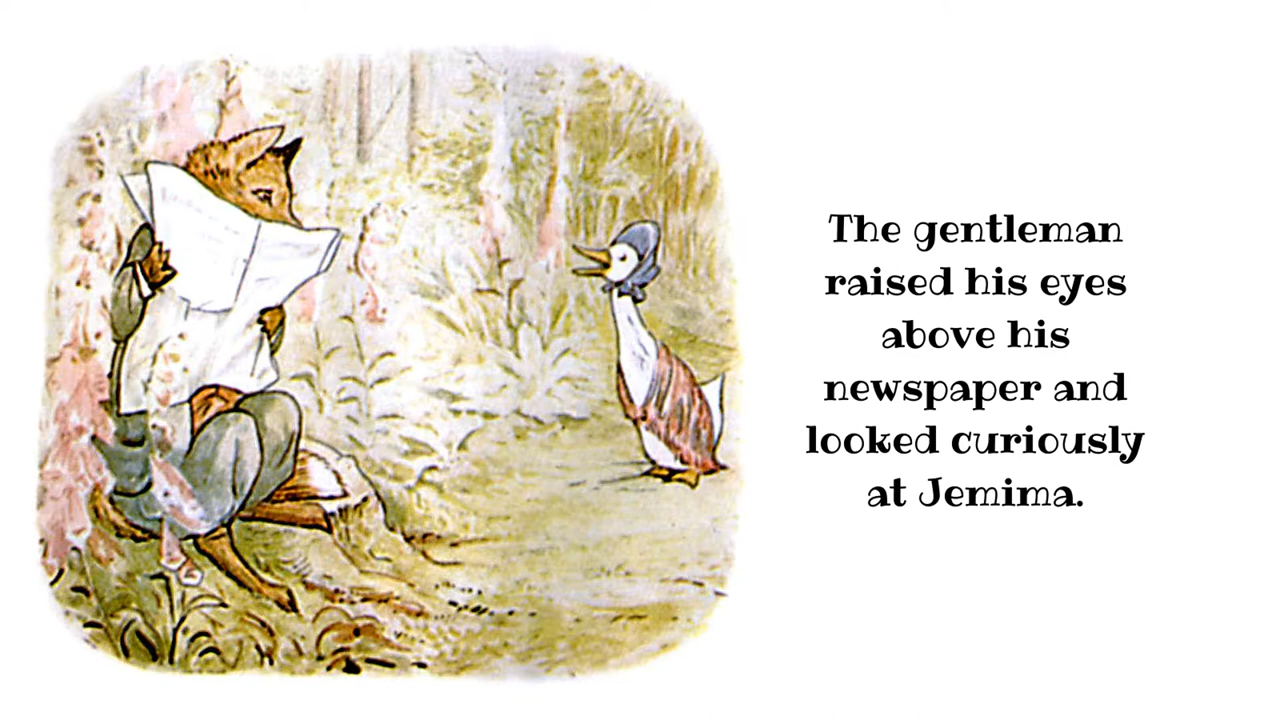 The gentleman
raised his eyes
above his
newspaper and
looked curiously
at Jemima.